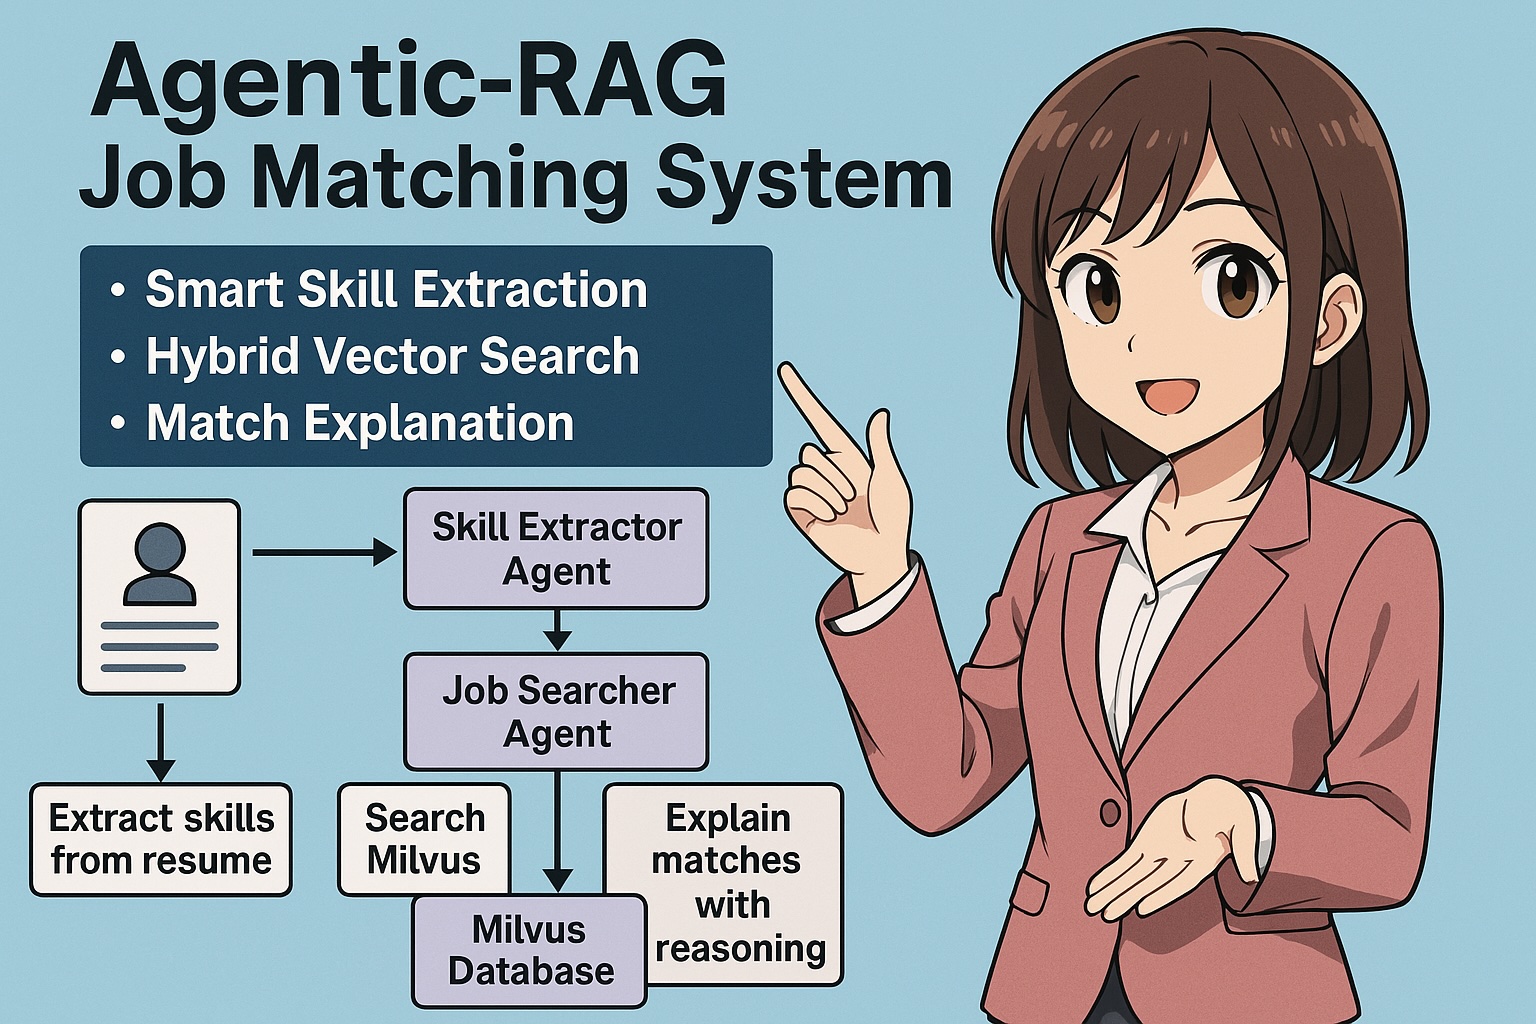 Agentic-RAG
Job Matching System
• Smart Skill Extraction
• Hybrid Vector Search
• Match Explanation
Skill Extractor
Agent
Job Searcher
Agent
Extract skills
from resume
Search
Milvus
Explain
matches
with
reasoning
Milvus
Database